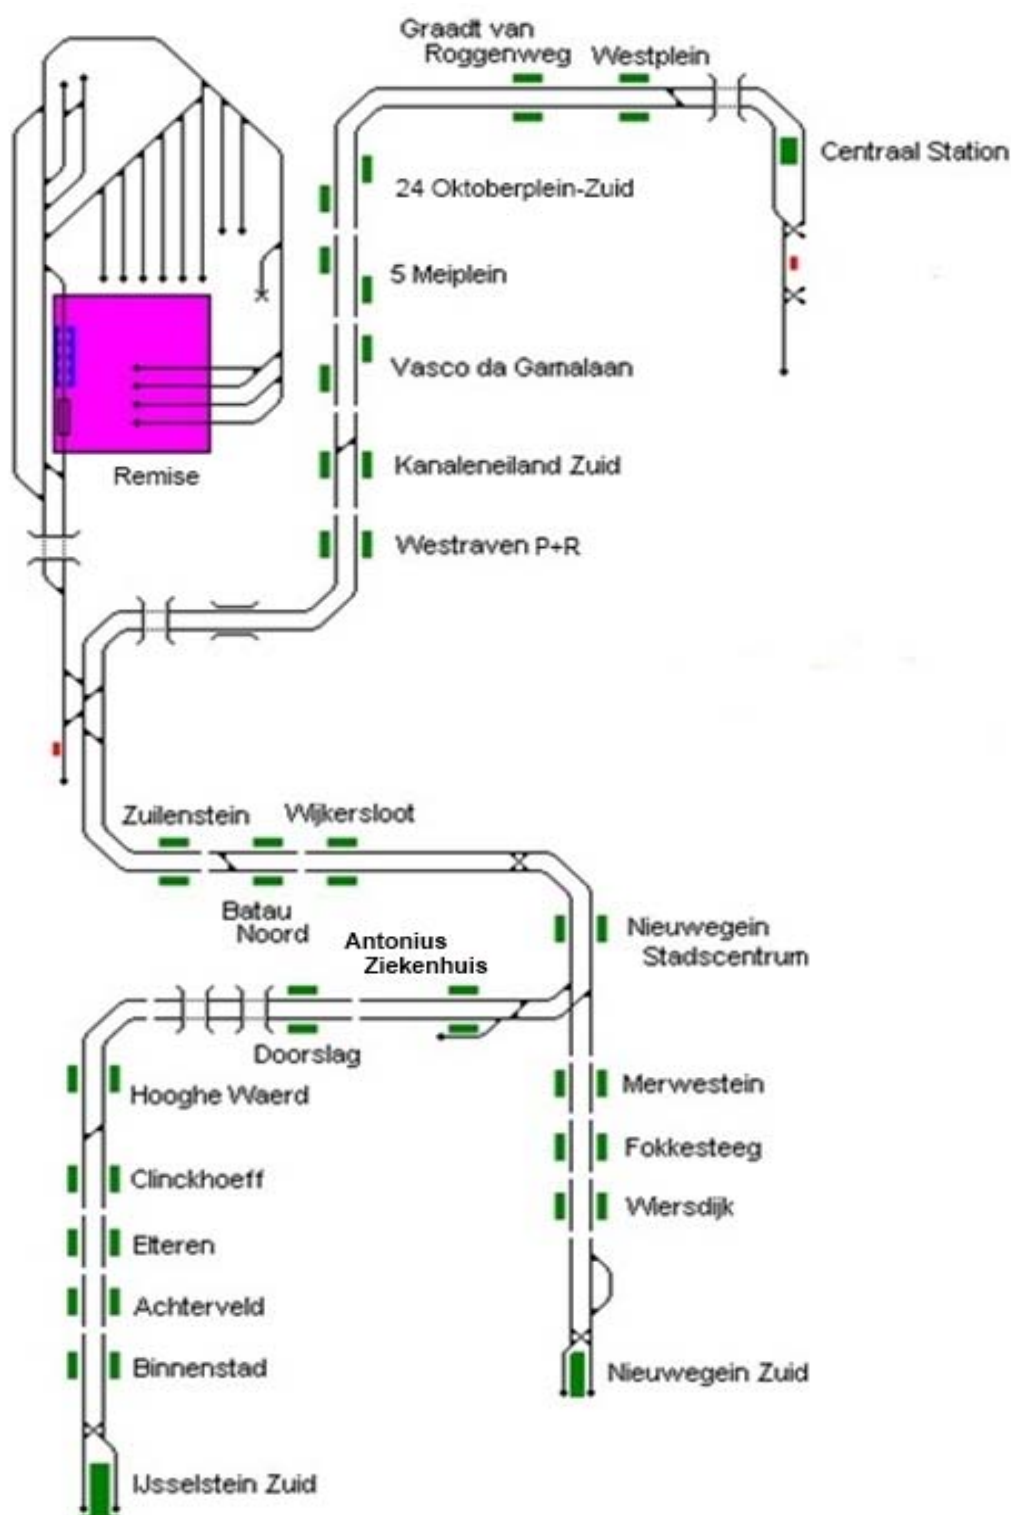 Graadt van
Roggenweg
Westplein
Centraal Station
24 Oktoberplein-Zuid
5 Meiplein
Vasco da Gamalaan
Kanaleneiland Zuid
Remise
Westraven P+R
Zuilenstein
Wijkersloot
Batau
Noord
Nieuwegein
Stadscentrum
Antonius
Ziekenhuis
Doorslag
Hooghe Waerd
Merwestein
Fokkesteeg
Clinckhoeff
Wiersdijk
Elteren
Achterveld
Binnenstad
Nieuwegein Zuid
IJsselstein Zuid